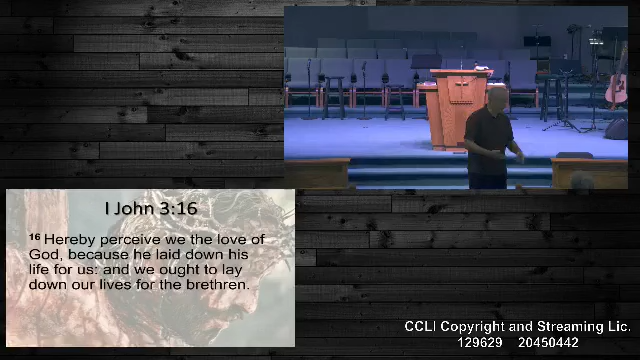 I John 3:16
16 Hereby perceive we the love of
God, because he laid down his
life for us: and we ought to lay
down our lives for the brethren.
CCLI Copyright and Streaming Lic.
129629 20450442